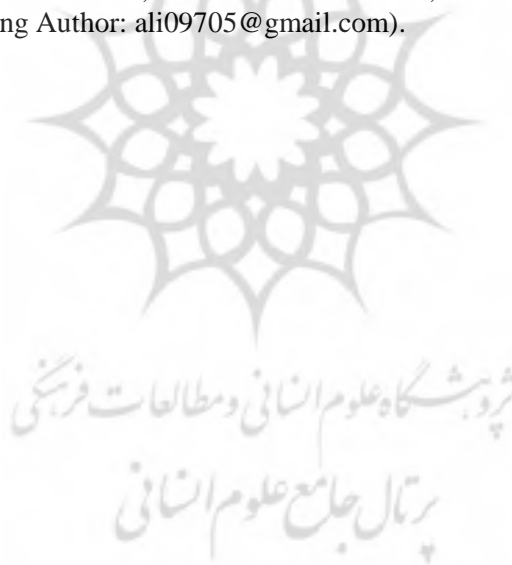 ng Author: ali09705@gmail.com).
پژوهشگاه علوم انسانی و مطالعات فرهنگی
پرتال جامع علوم انسانی